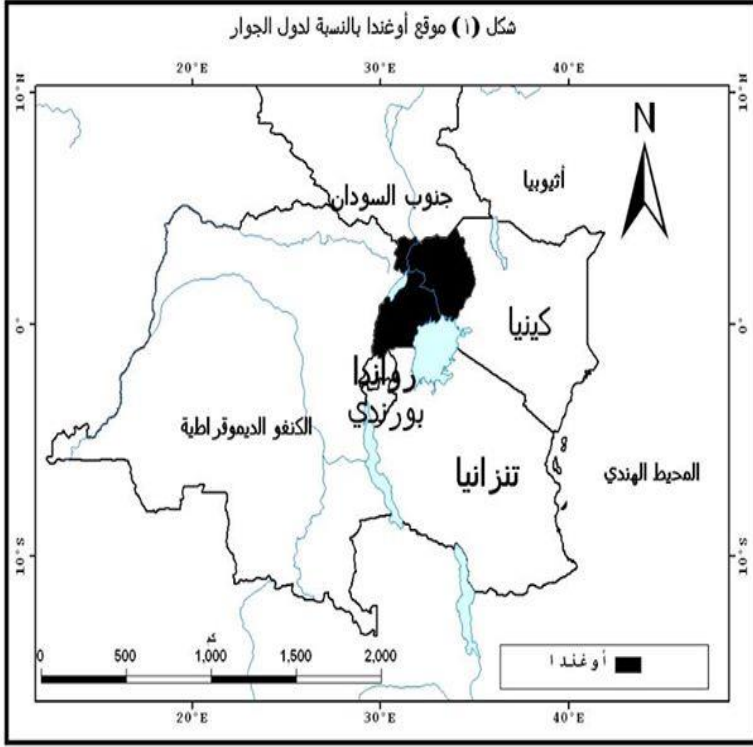 شكل (١) موقع أوغندا بالنسبة لدول الجوار
20°E 30°E 40°E
10°N 10°N
N
أثيوبيا
جنوب السودان
كينيا
0° 0°
رواندا
بورندي
الكنغو الديموقراطية
تنزانيا
المحيط الهندي
10°S 10°S
كم
0 500 1,000 1,500 2,000
أوغندا
20°E 30°E 40°E